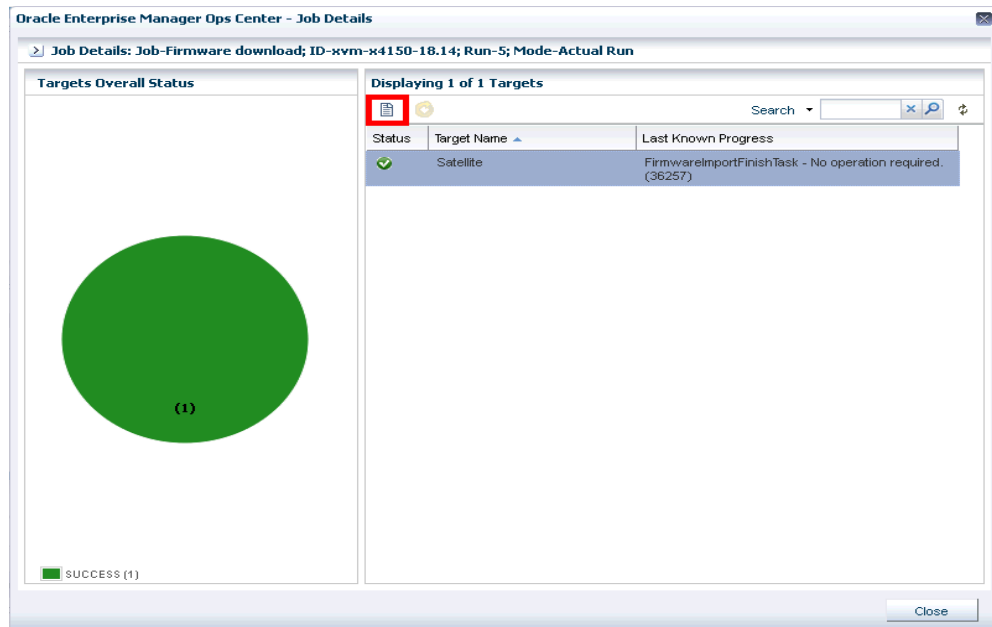 Oracle Enterprise Manager Ops Center - Job Details
Job Details: Job-Firmware download; ID-xvm-x4150-18.14; Run-5; Mode-Actual Run
Targets Overall Status
(1)
SUCCESS (1)
Displaying 1 of 1 Targets
Search
Status Target Name Last Known Progress
Satellite FirmwareImportFinishTask - No operation required.
(36257)
Close